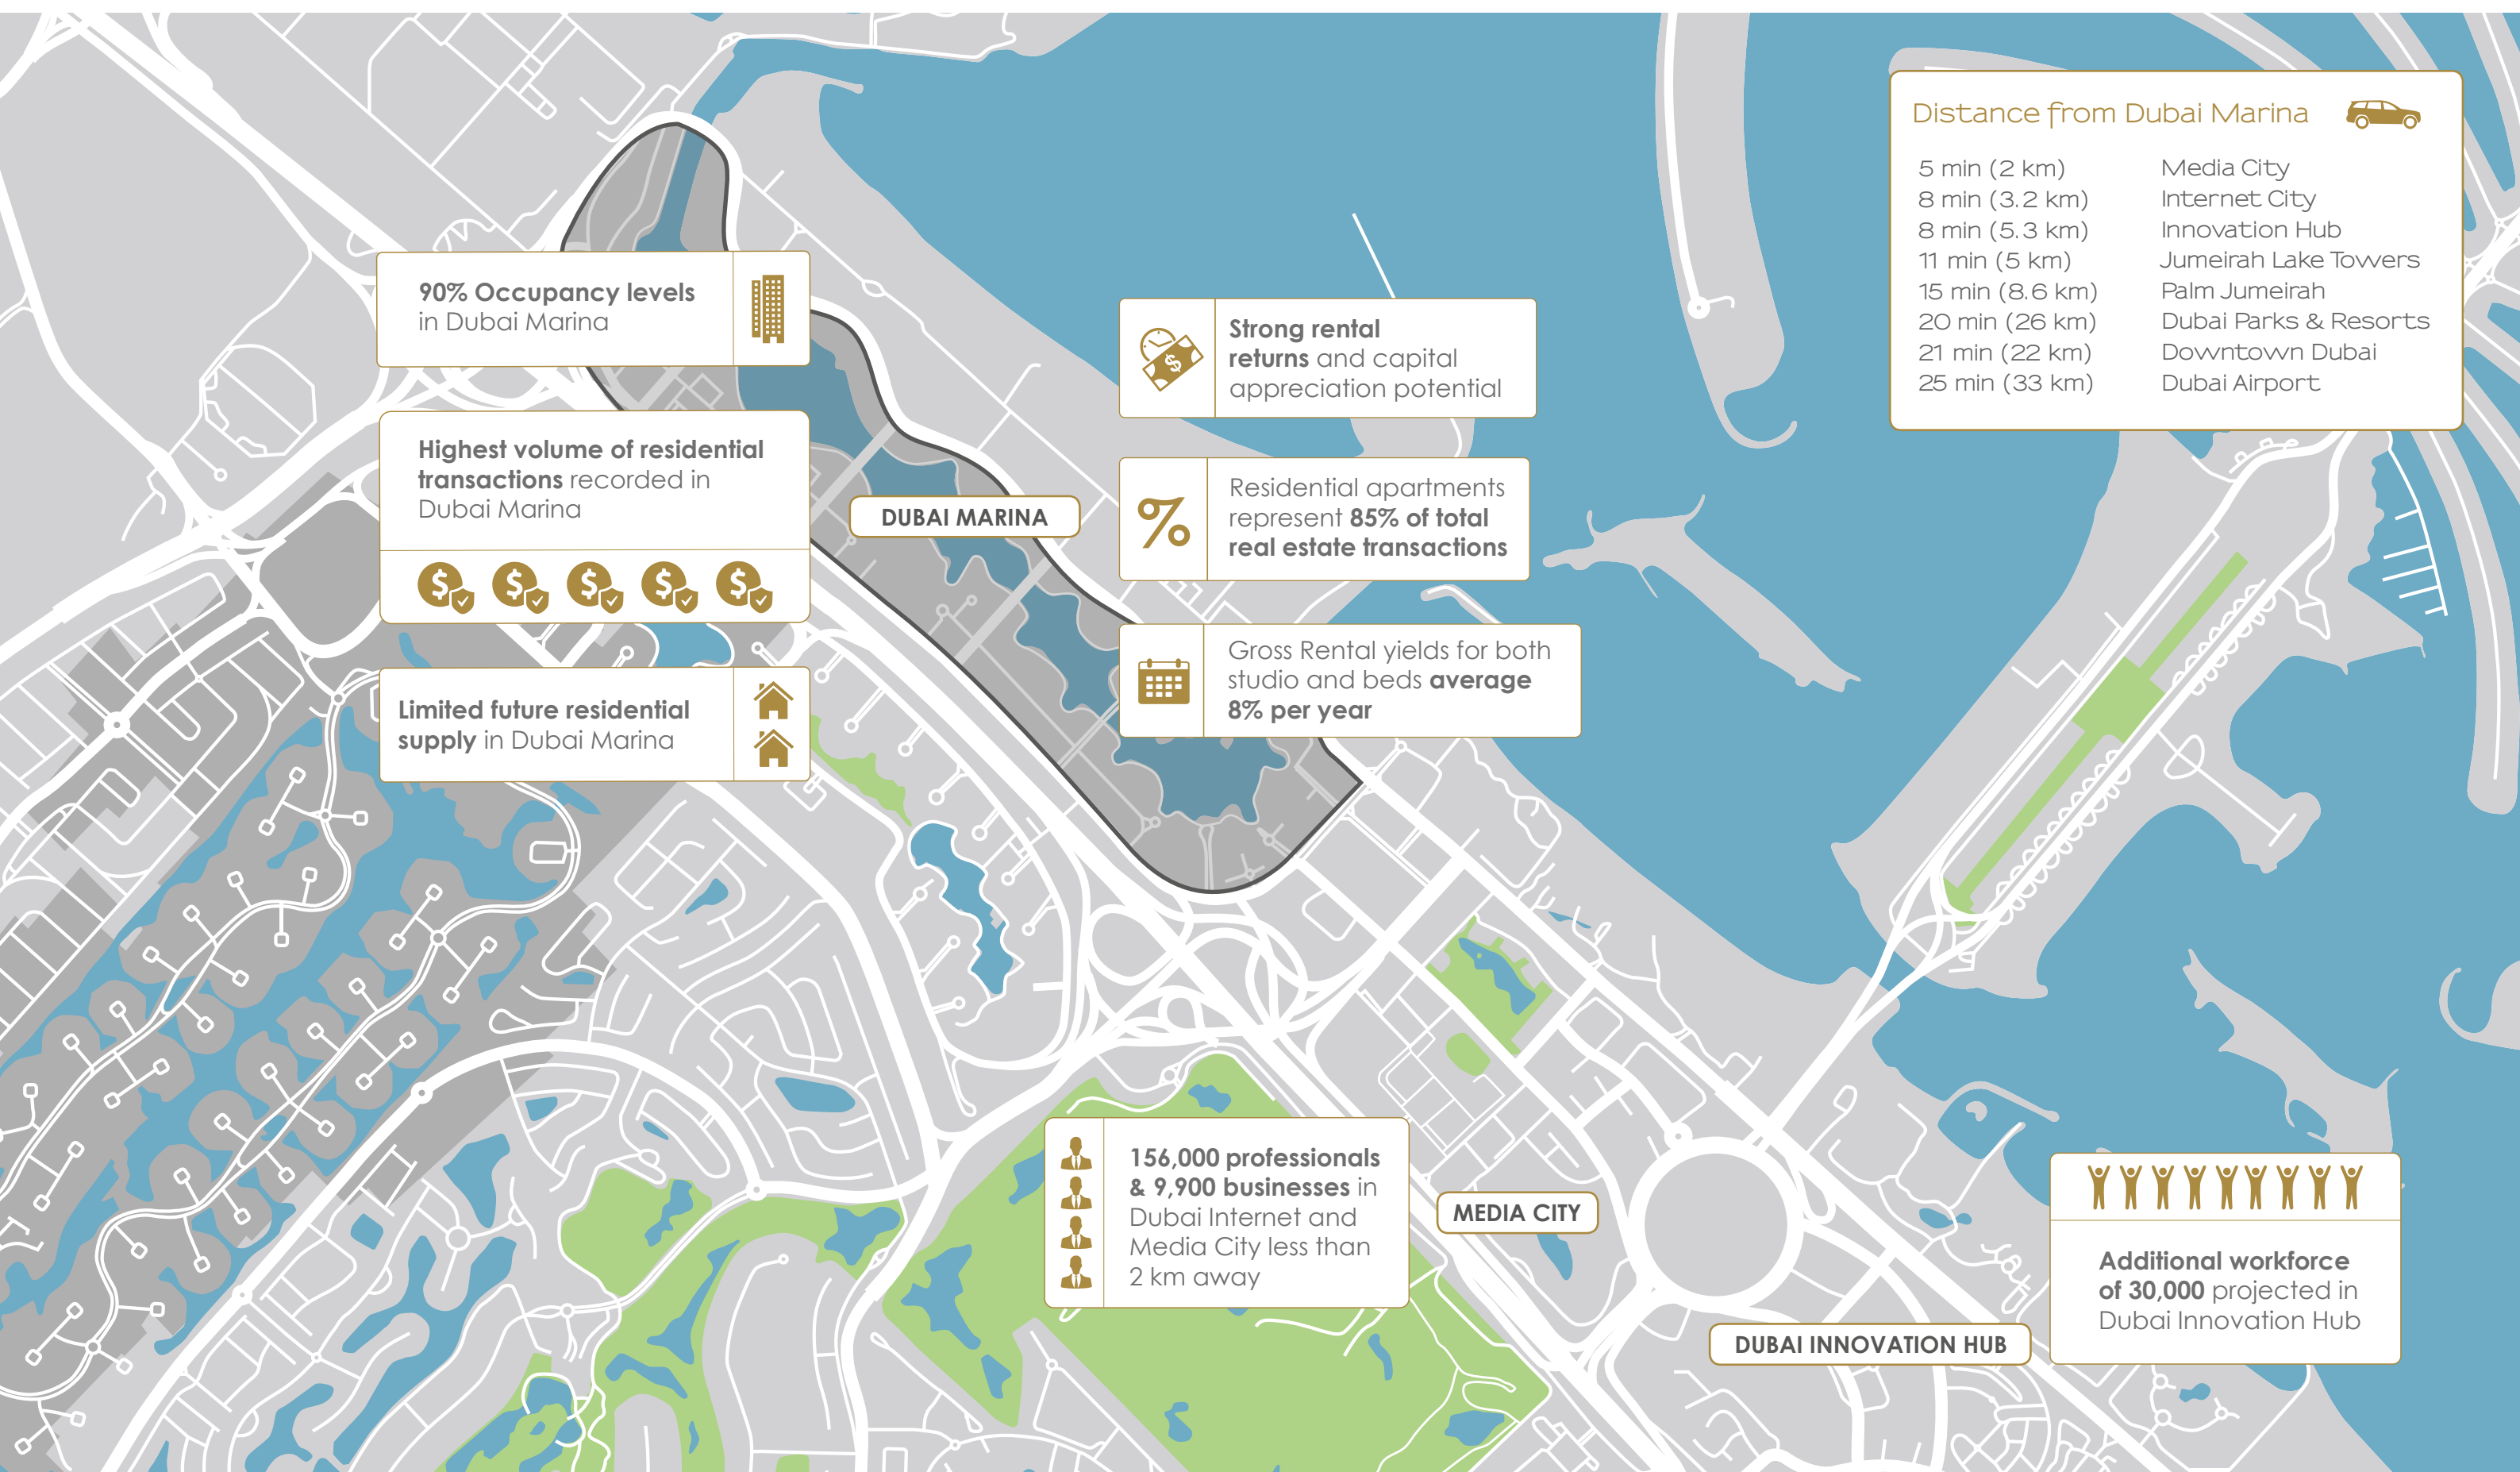 Distance from Dubai Marina
5 min (2 km) Media City
8 min (3.2 km) Internet City
8 min (5.3 km) Innovation Hub
11 min (5 km) Jumeirah Lake Towers
15 min (8.6 km) Palm Jumeirah
20 min (26 km) Dubai Parks & Resorts
21 min (22 km) Downtown Dubai
25 min (33 km) Dubai Airport
90% Occupancy levels
in Dubai Marina
Highest volume of residential
transactions recorded in
Dubai Marina
$ $ $ $ $
Limited future residential
supply in Dubai Marina
DUBAI MARINA
$
Strong rental
returns and capital
appreciation potential
%
Residential apartments
represent 85% of total
real estate transactions
Gross Rental yields for both
studio and beds average
8% per year
156,000 professionals
& 9,900 businesses in
Dubai Internet and
Media City less than
2 km away
MEDIA CITY
DUBAI INNOVATION HUB
Additional workforce
of 30,000 projected in
Dubai Innovation Hub